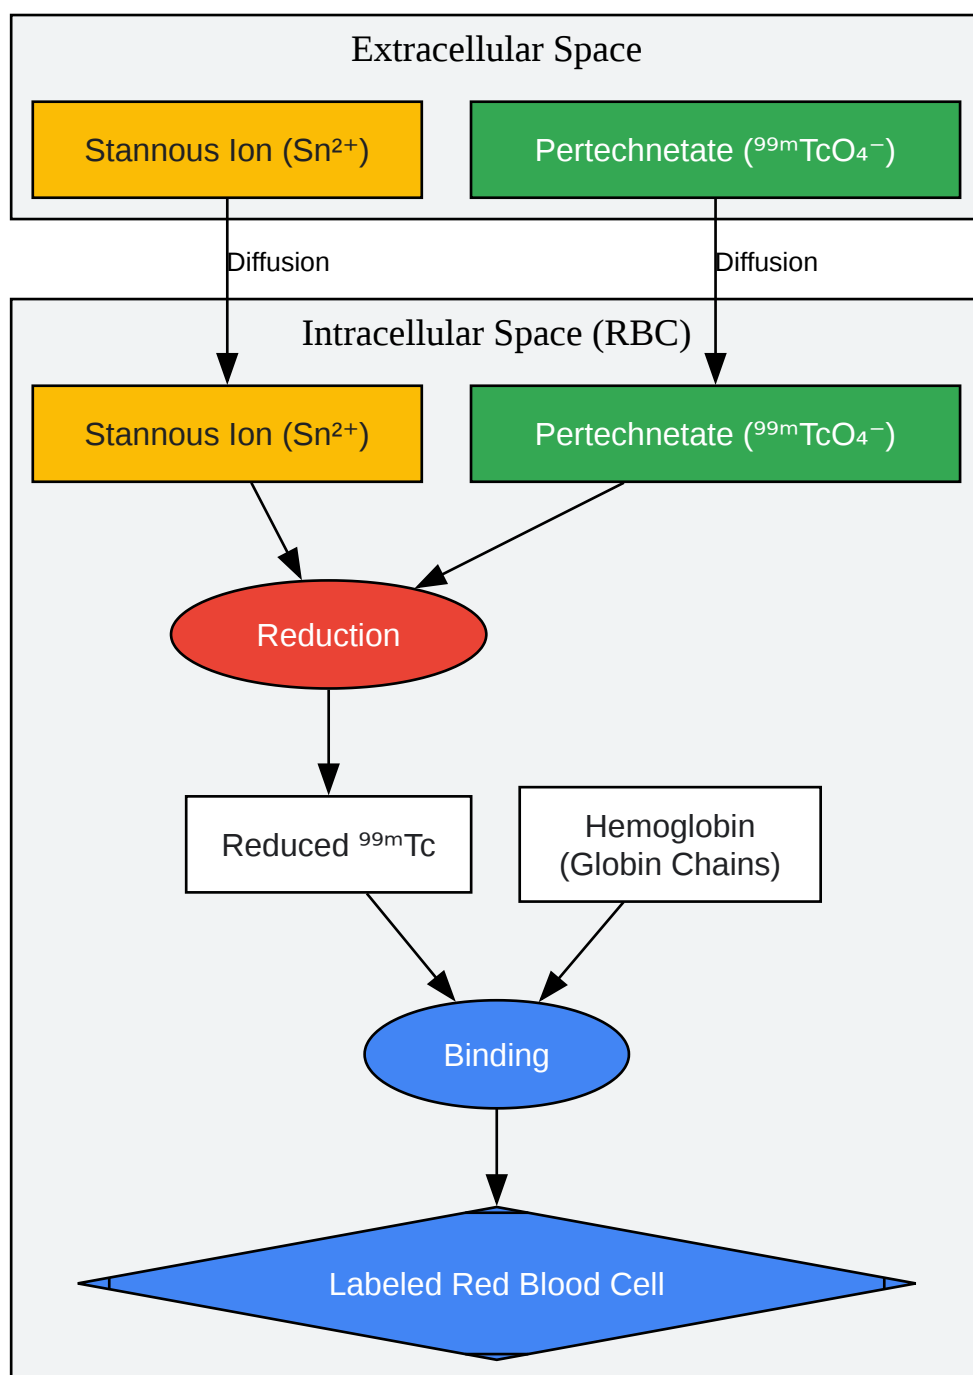 Extracellular Space
Stannous Ion (Sn²⁺)
Pertechnetate (⁹⁹ᵐTcO₄⁻)
Diffusion
Diffusion
Intracellular Space (RBC)
Stannous Ion (Sn²⁺)
Pertechnetate (⁹⁹ᵐTcO₄⁻)
Reduction
Reduced ⁹⁹ᵐTc
Hemoglobin
(Globin Chains)
Binding
Labeled Red Blood Cell